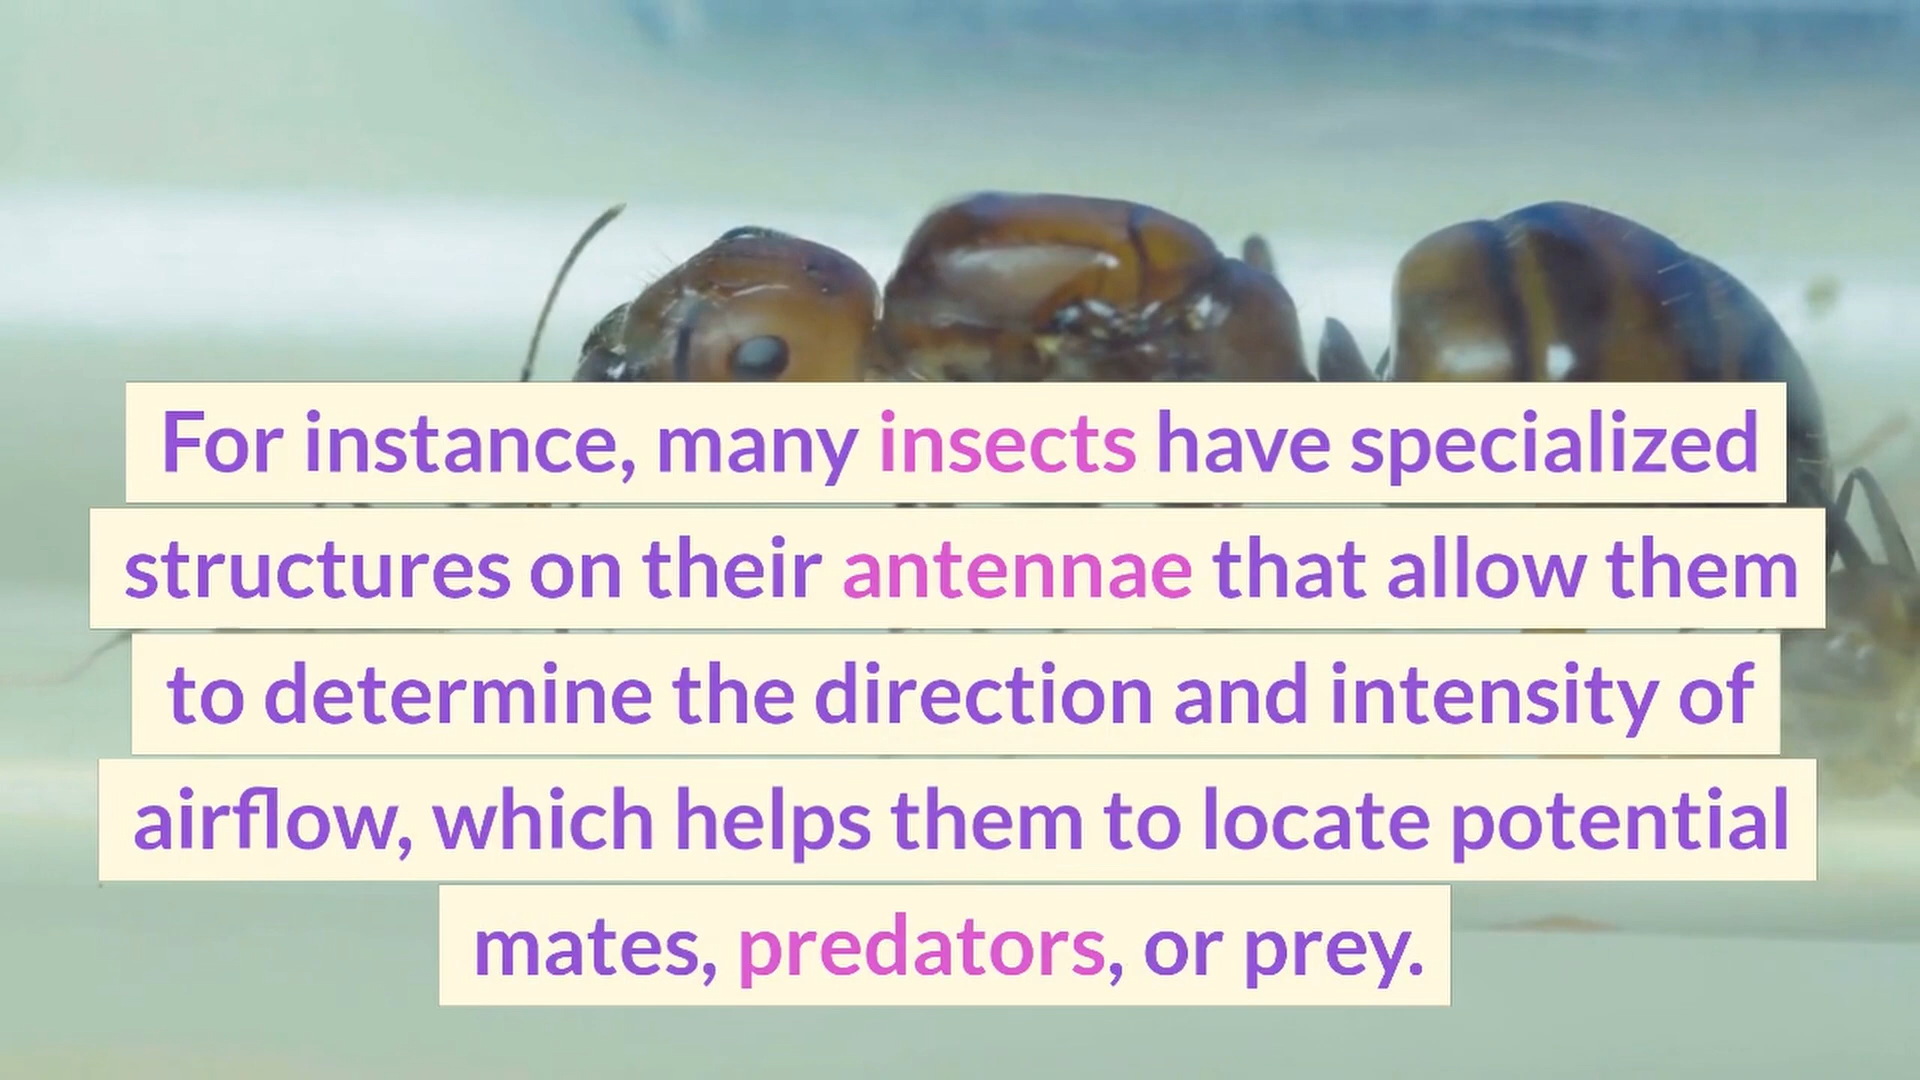 For instance, many insects have specialized
structures on their antennae that allow them
to determine the direction and intensity of
airflow, which helps them to locate potential
mates, predators, or prey.